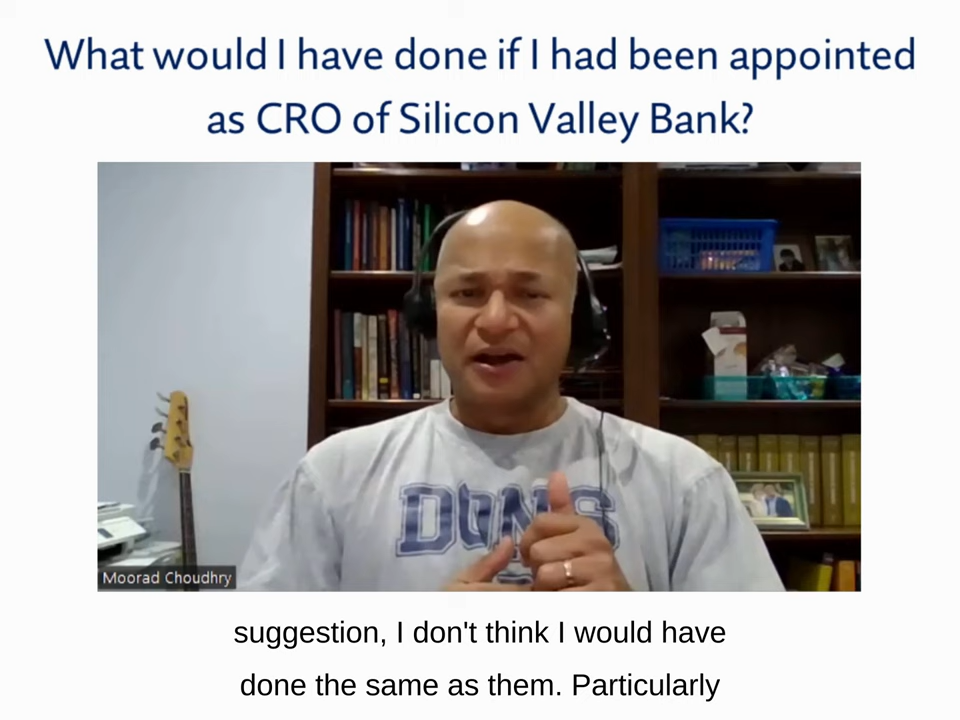 What would I have done if I had been appointed
as CRO of Silicon Valley Bank?
DONS
Moorad Choudhry
suggestion, I don't think I would have
done the same as them. Particularly